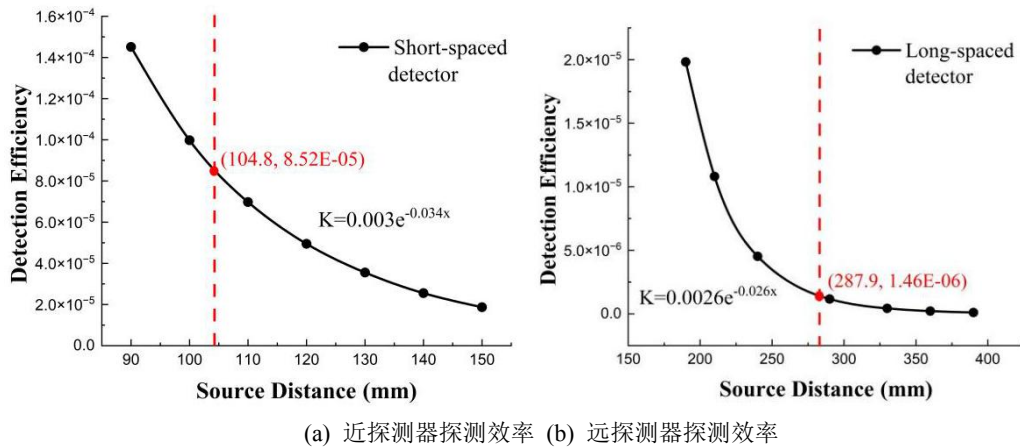 1.6×10⁻⁴
1.4×10⁻⁴
1.2×10⁻⁴
1.0×10⁻⁴
8.0×10⁻⁵
6.0×10⁻⁵
4.0×10⁻⁵
2.0×10⁻⁵
0.0
Detection Efficiency
Short-spaced
detector
(104.8, 8.52E-05)
K=0.003e⁻⁰·⁰³⁴ˣ
90 100 110 120 130 140 150
Source Distance (mm)
2.0×10⁻⁵
1.5×10⁻⁵
1.0×10⁻⁵
5.0×10⁻⁶
0.0
Detection Efficiency
Long-spaced
detector
(287.9, 1.46E-06)
K=0.0026e⁻⁰·⁰²⁶ˣ
150 200 250 300 350 400
Source Distance (mm)
(a) 近探测器探测效率 (b) 远探测器探测效率